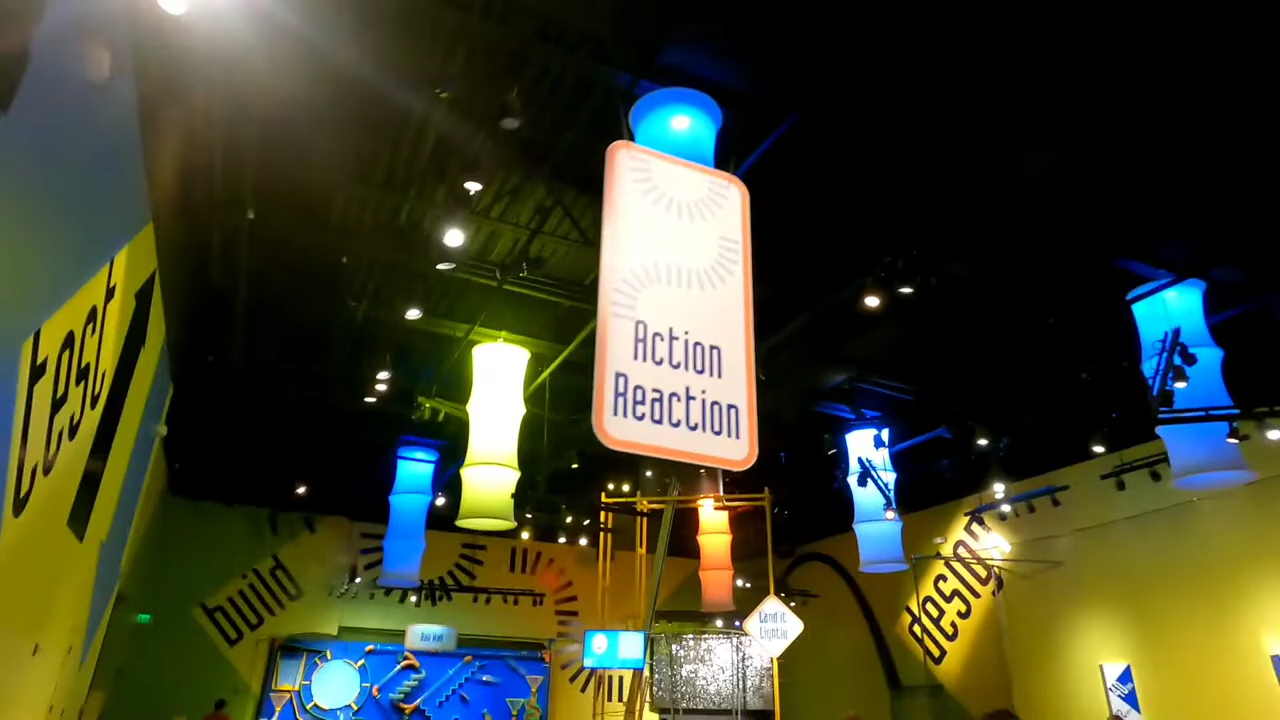 Action
Reaction
test
build
design
Ball Wall
Land it
Lightly